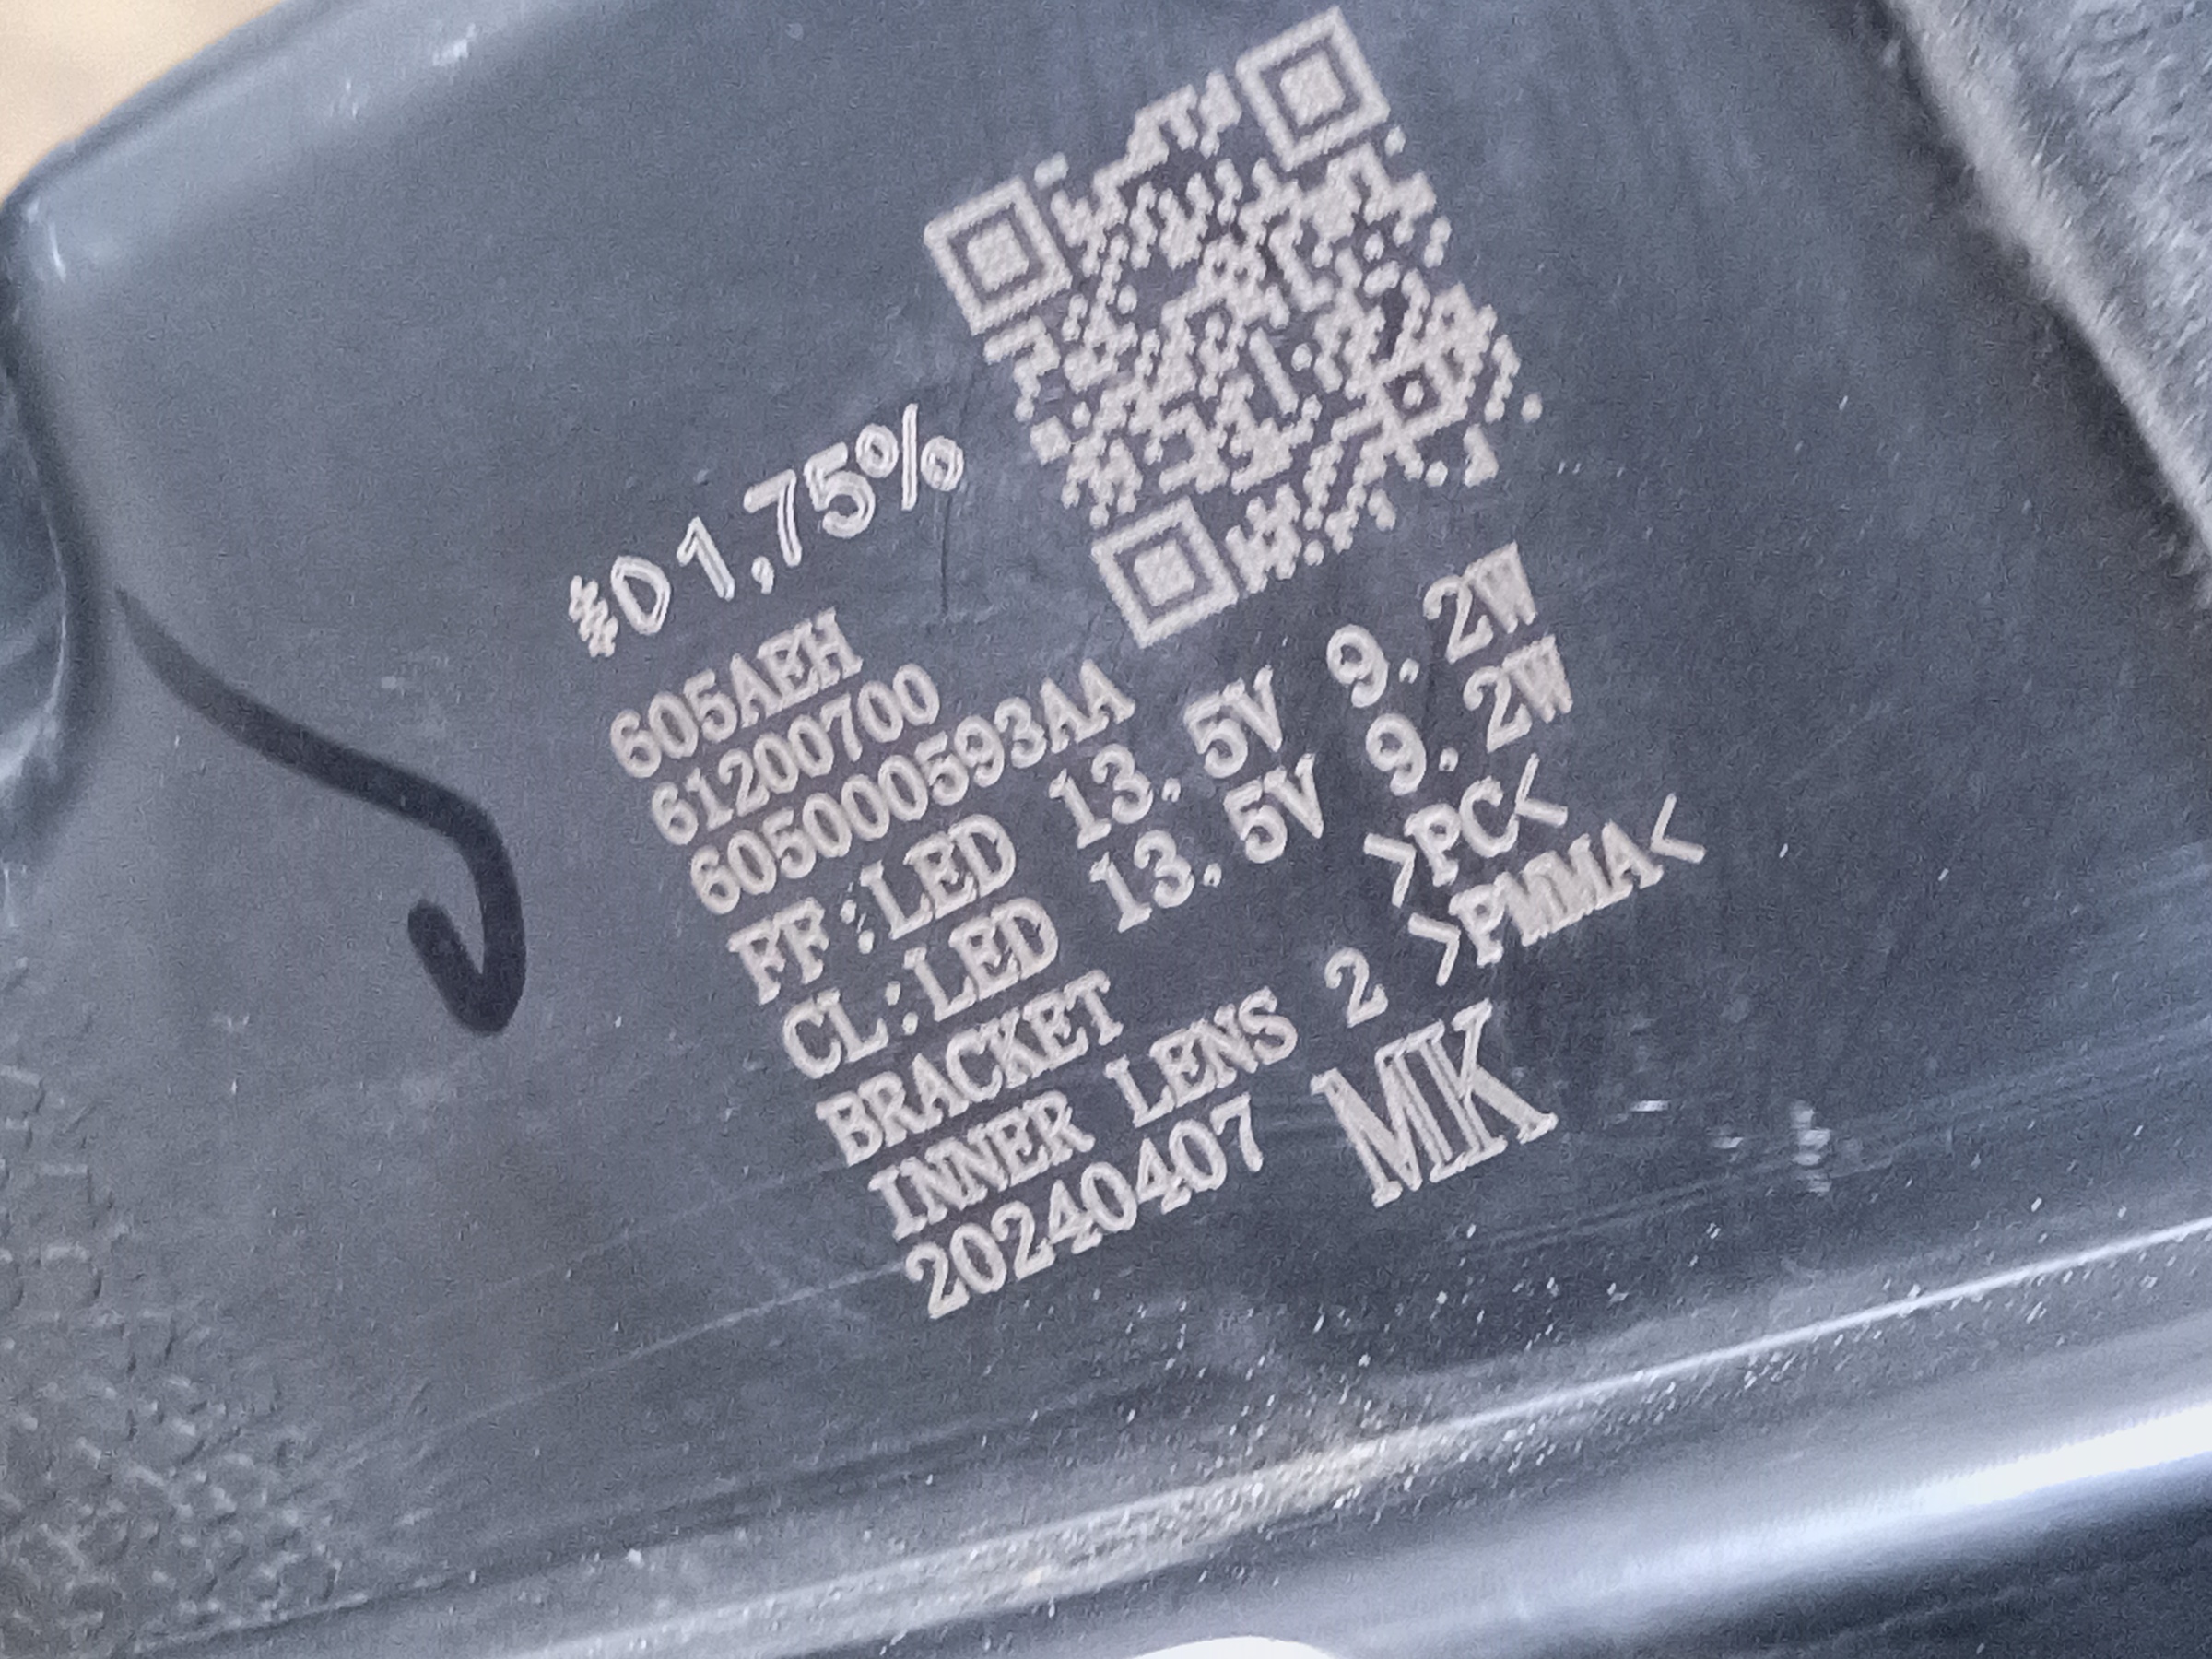 D 1,75%
605AEH
61200700
605000593AA
FF:LED 13.5V 9.2W
CL:LED 13.5V 9.2W
BRACKET >PC<
INNER LENS 2 >PMMA<
20240407 MK